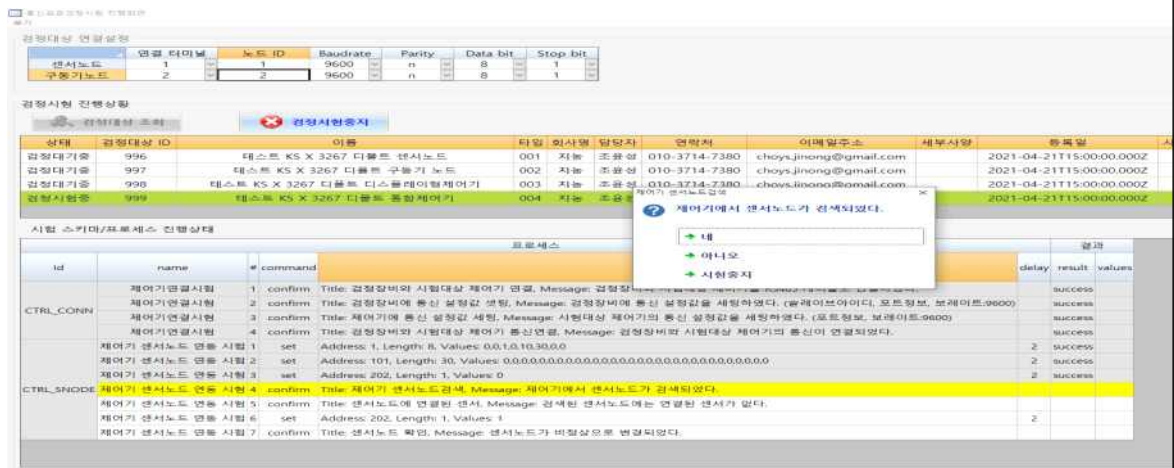 통신표준검정시험 진행화면
보기
검정대상 연결설정
연결 터미널 노드 ID Baudrate Parity Data bit Stop bit
센서노드 1 1 9600 n 8 1
구동기노드 2 2 9600 n 8 1
검정시험 진행상황
검정대상 조회 검정시험중지
상태 검정대상 ID 이름 타입 회사명 담당자 연락처 이메일주소 세부사양 등록일
검정대기중 996 테스트 KS X 3267 디폴트 센서노드 001 지농 조윤성 010-3714-7380 choys.jinong@gmail.com 2021-04-21T15:00:00.000Z
검정대기중 997 테스트 KS X 3267 디폴트 구동기 노드 002 지농 조윤성 010-3714-7380 choys.jinong@gmail.com 2021-04-21T15:00:00.000Z
검정대기중 998 테스트 KS X 3267 디폴트 디스플레이형제어기 003 지농 조윤성 010-3714-7380 choys.jinong@gmail.com 2021-04-21T15:00:00.000Z
검정시험중 999 테스트 KS X 3267 디폴트 통합제어기 004 지농 조윤성 2021-04-21T15:00:00.000Z
제어기 센서노드검색
제어기에서 센서노드가 검색되었다.
네
아니오
시험중지
시험 스키마/프로세스 진행상태
프로세스 결과
Id name # command delay result values
CTRL_CONN 제어기연결시험 1 confirm Title: 검정장비와 시험대상 제어기 연결, Message: success
제어기연결시험 2 confirm Title: 검정장비에 통신 설정값 셋팅, Message: 검정장비에 통신 설정값을 세팅하였다. (슬레이브아이디, 포트정보, 보레이트:9600) success
제어기연결시험 3 confirm Title: 제어기에 통신 설정값 세팅, Message: 시험대상 제어기의 통신 설정값을 세팅하였다. (포트정보, 보레이트:9600) success
제어기연결시험 4 confirm Title: 검정장비와 시험대상 제어기 통신연결, Message: 검정장비와 시험대상 제어기의 통신이 연결되었다. success
CTRL_SNODE 제어기 센서노드 연동 시험 1 set Address: 1, Length: 8, Values: 0,0,1,0,10,30,0,0 2 success
제어기 센서노드 연동 시험 2 set Address: 101, Length: 30, Values: 0,0,0,0,0,0,0,0,0,0,0,0,0,0,0,0,0,0,0,0,0,0,0,0,0,0,0,0,0,0 2 success
제어기 센서노드 연동 시험 3 set Address: 202, Length: 1, Values: 0 2 success
제어기 센서노드 연동 시험 4 confirm Title: 제어기 센서노드검색, Message: 제어기에서 센서노드가 검색되었다.
제어기 센서노드 연동 시험 5 confirm Title: 센서노드에 연결된 센서, Message: 검색된 센서노드에는 연결된 센서가 없다.
제어기 센서노드 연동 시험 6 set Address: 202, Length: 1, Values: 1 2
제어기 센서노드 연동 시험 7 confirm Title: 센서노드 확인, Message: 센서노드가 비정상으로 변경되었다.